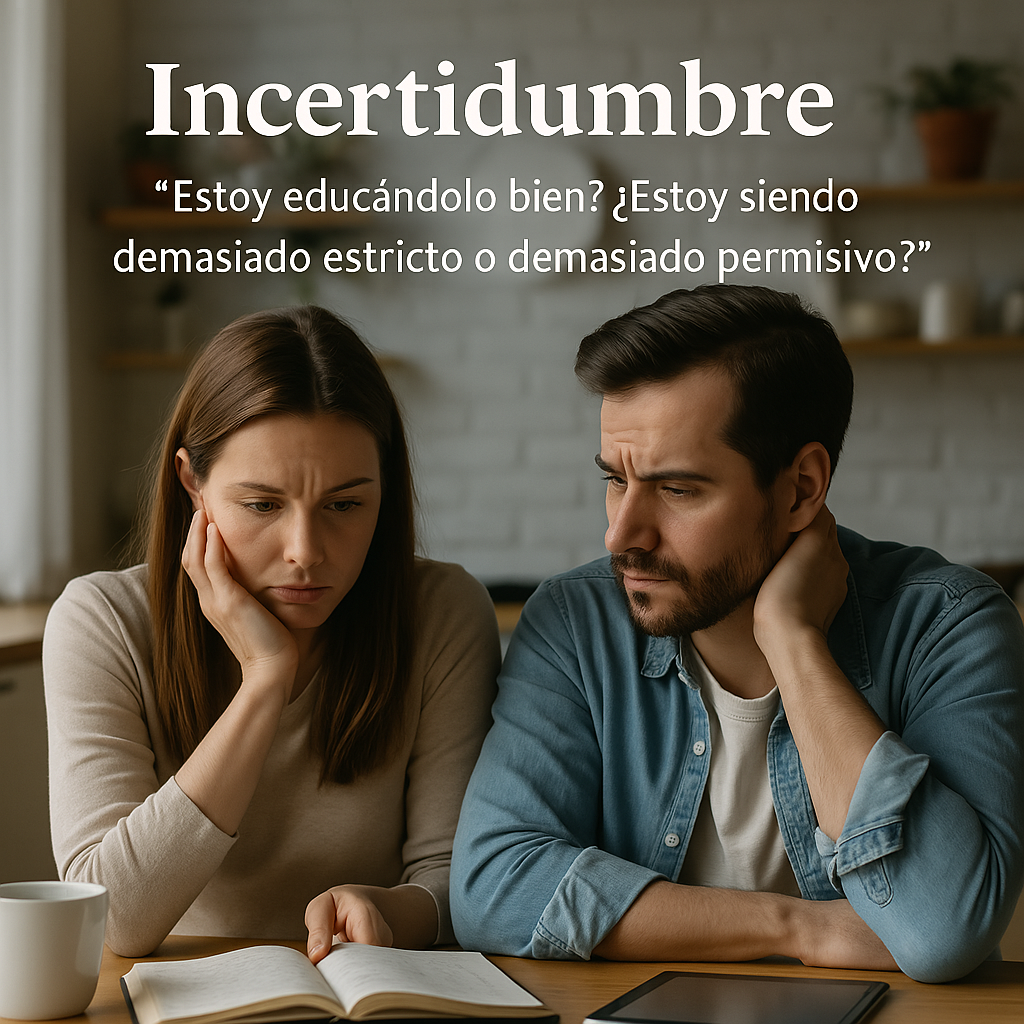 Incertidumbre
“Estoy educándolo bien? ¿Estoy siendo
demasiado estricto o demasiado permisivo?”